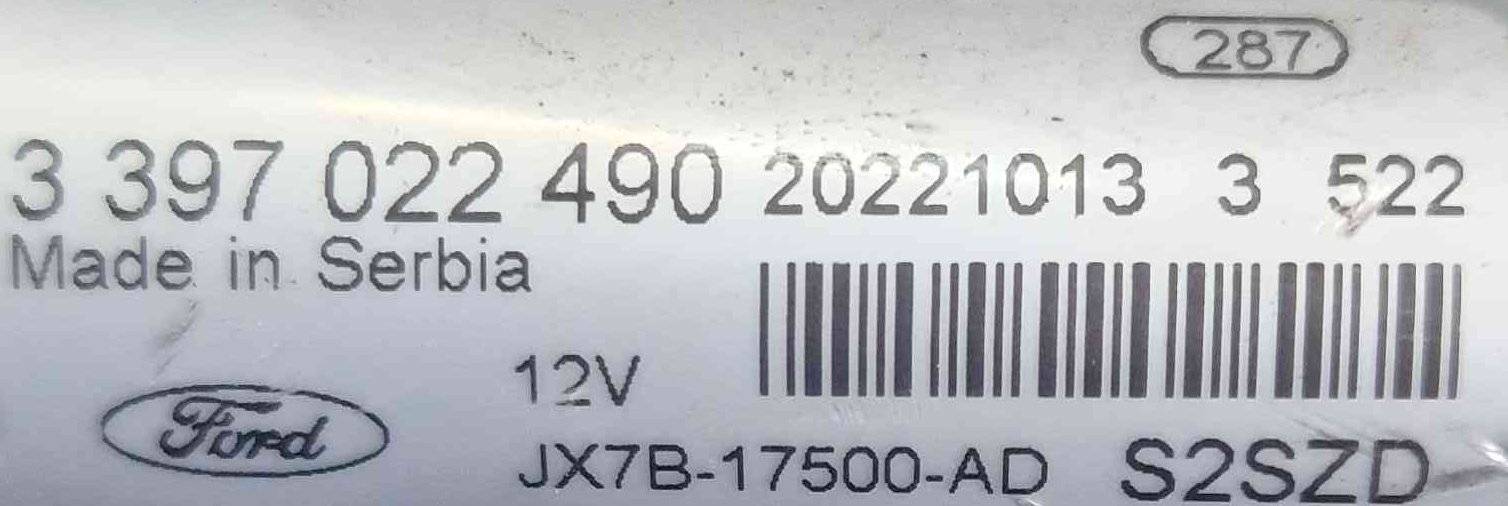 287
3 397 022 490 20221013 3 522
Made in Serbia
12V
Ford
JX7B-17500-AD S2SZD